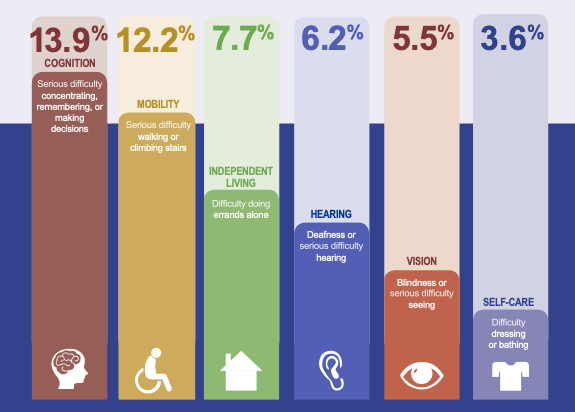 13.9%
COGNITION
Serious difficulty
concentrating,
remembering, or
making
decisions
12.2%
MOBILITY
Serious difficulty
walking or
climbing stairs
7.7%
INDEPENDENT
LIVING
Difficulty doing
errands alone
6.2%
HEARING
Deafness or
serious difficulty
hearing
5.5%
VISION
Blindness or
serious difficulty
seeing
3.6%
SELF-CARE
Difficulty
dressing
or bathing